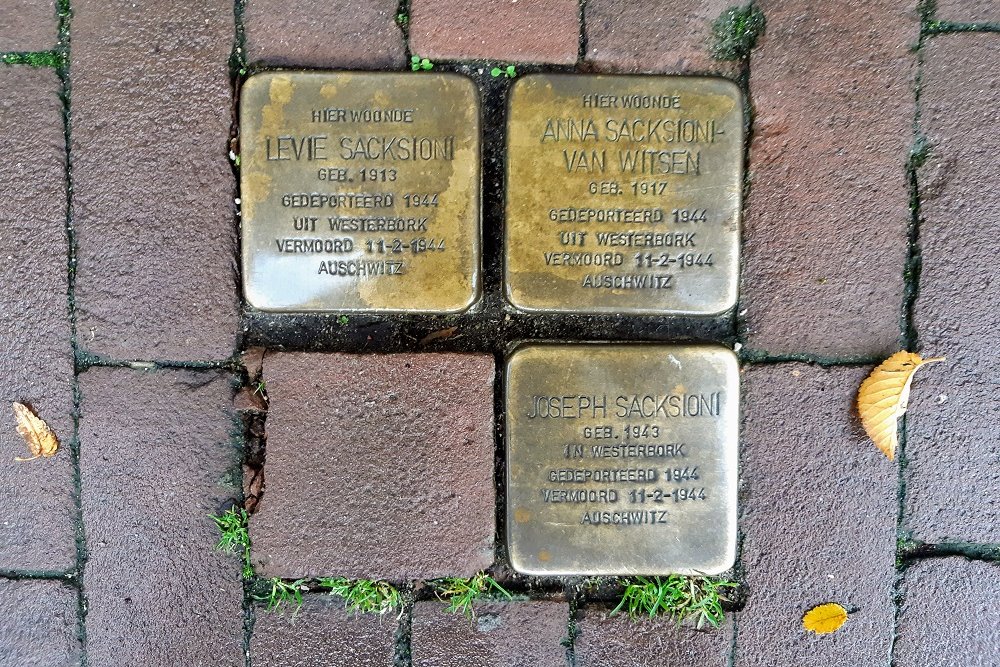 HIER WOONDE
LEVIE SACKSIONI
GEB. 1913
GEDEPORTEERD 1944
UIT WESTERBORK
VERMOORD 11-2-1944
AUSCHWITZ
HIER WOONDE
ANNA SACKSIONI-
VAN WITSEN
GEB. 1917
GEDEPORTEERD 1944
UIT WESTERBORK
VERMOORD 11-2-1944
AUSCHWITZ
JOSEPH SACKSIONI
GEB. 1943
IN WESTERBORK
GEDEPORTEERD 1944
VERMOORD 11-2-1944
AUSCHWITZ